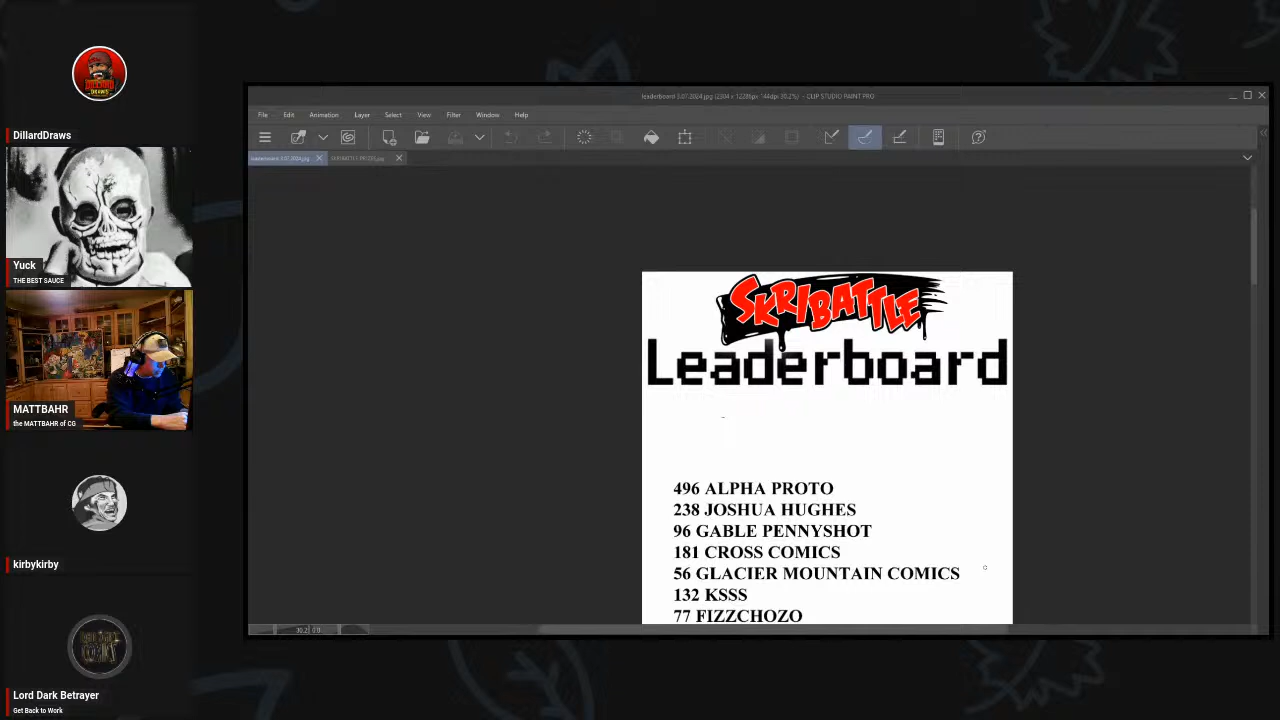 DillardDraws
Yuck
THE BEST SAUCE
MATTBAHR
the MATTBAHR of CG
kirbykirby
Lord Dark Betrayer
Get Back to Work
File Edit Animation Layer Select View Filter Window Help
SKRIBATTLE
Leaderboard
496 ALPHA PROTO
238 JOSHUA HUGHES
96 GABLE PENNYSHOT
181 CROSS COMICS
56 GLACIER MOUNTAIN COMICS
132 KSSS
77 FIZZCHOZO